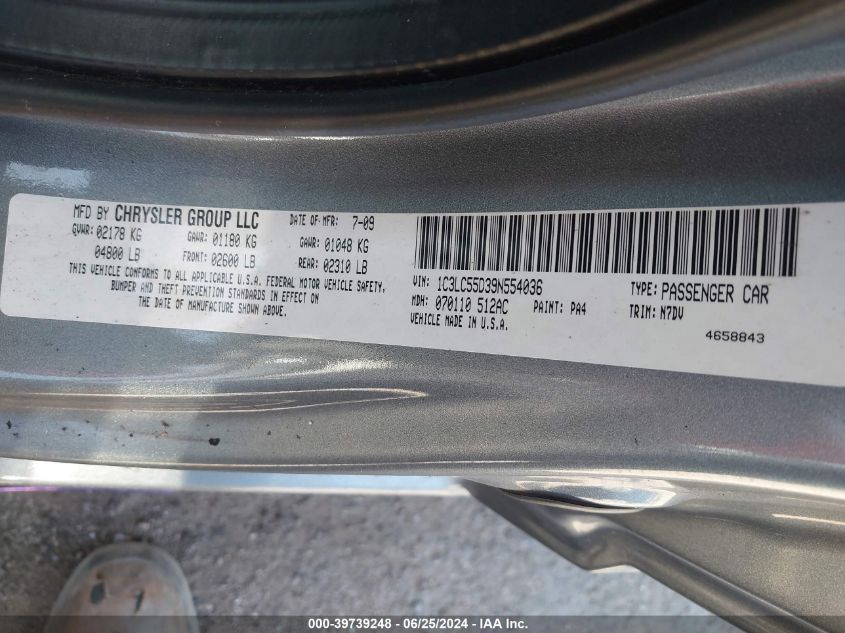 MFD BY CHRYSLER GROUP LLC DATE OF MFR: 7-09
GVWR: 02178 KG GAWR: 01180 KG GAWR: 01048 KG
04800 LB FRONT: 02600 LB REAR: 02310 LB
THIS VEHICLE CONFORMS TO ALL APPLICABLE U.S.A. FEDERAL MOTOR VEHICLE SAFETY,
BUMPER AND THEFT PREVENTION STANDARDS IN EFFECT ON
THE DATE OF MANUFACTURE SHOWN ABOVE.
VIN: 1C3LC55D39N554036 TYPE: PASSENGER CAR
MDH: 070110 512AC PAINT: PA4 TRIM: N7DV
VEHICLE MADE IN U.S.A.
4658843
000-39739248 - 06/25/2024 - IAAI.COM